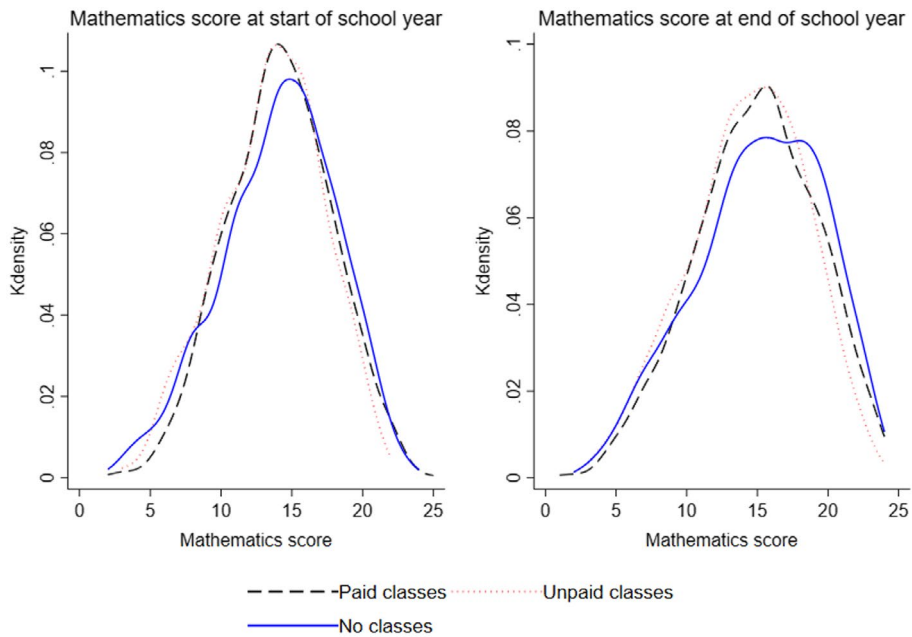 Mathematics score at start of school year
Mathematics score at end of school year
Kdensity
0
.02
.04
.06
.08
.1
0 5 10 15 20 25
Mathematics score
Kdensity
0
.02
.04
.06
.08
.1
0 5 10 15 20 25
Mathematics score
Paid classes
Unpaid classes
No classes